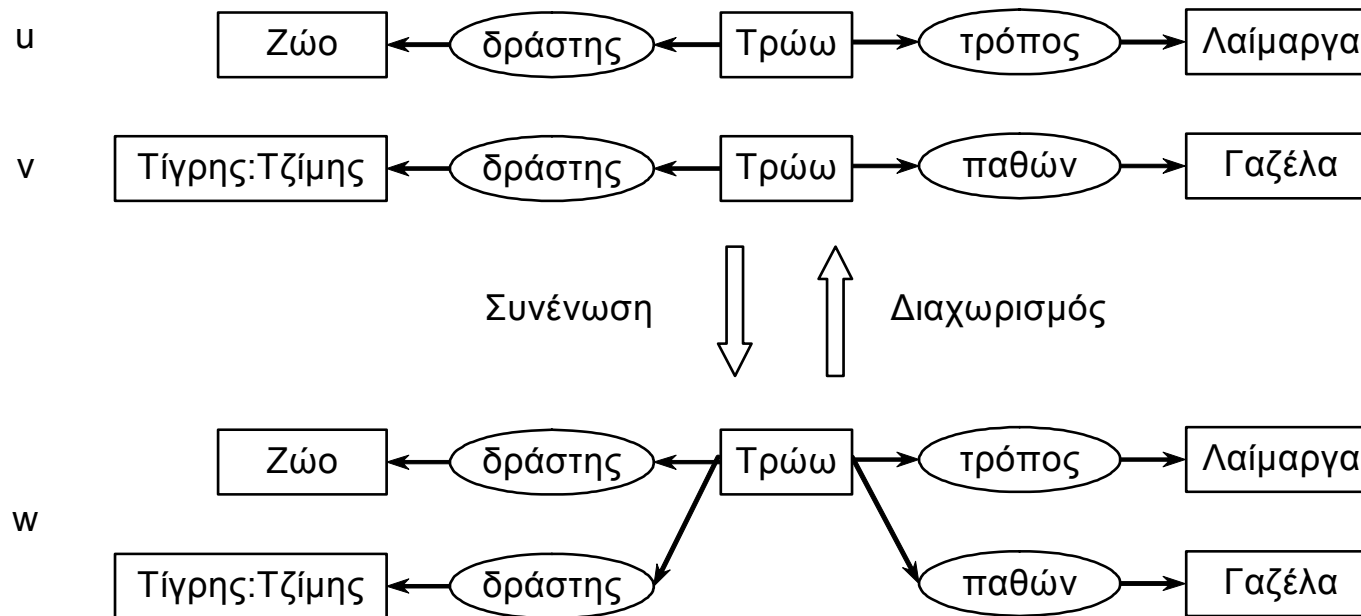 u Ζώο δράστης Τρώω τρόπος Λαίμαργα
v Τίγρης:Τζίμης δράστης Τρώω παθών Γαζέλα
Συνένωση Διαχωρισμός
Ζώο δράστης Τρώω τρόπος Λαίμαργα
w
Τίγρης:Τζίμης δράστης παθών Γαζέλα